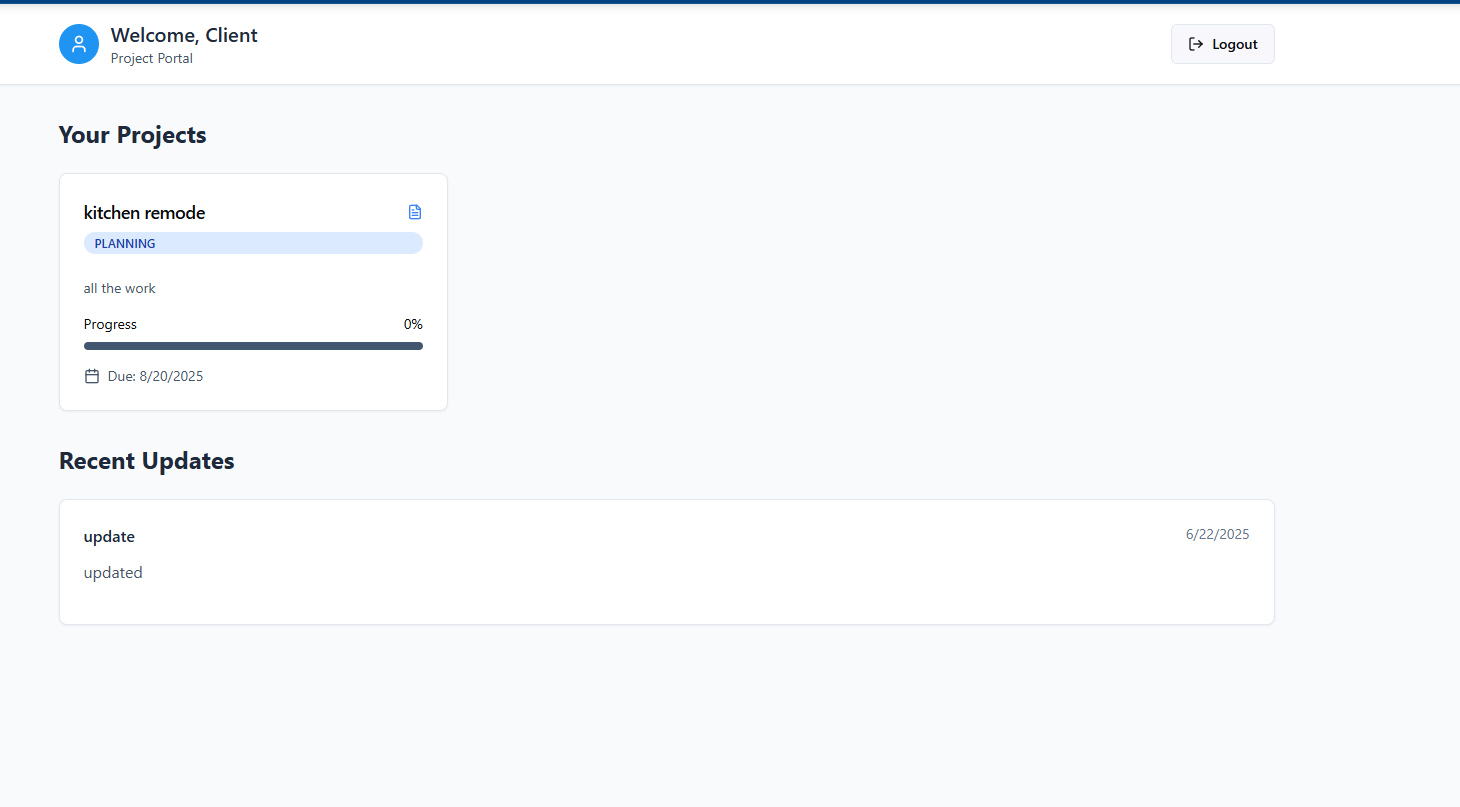 Welcome, Client
Project Portal
Logout
Your Projects
kitchen remode
PLANNING
all the work
Progress 0%
Due: 8/20/2025
Recent Updates
update 6/22/2025
updated